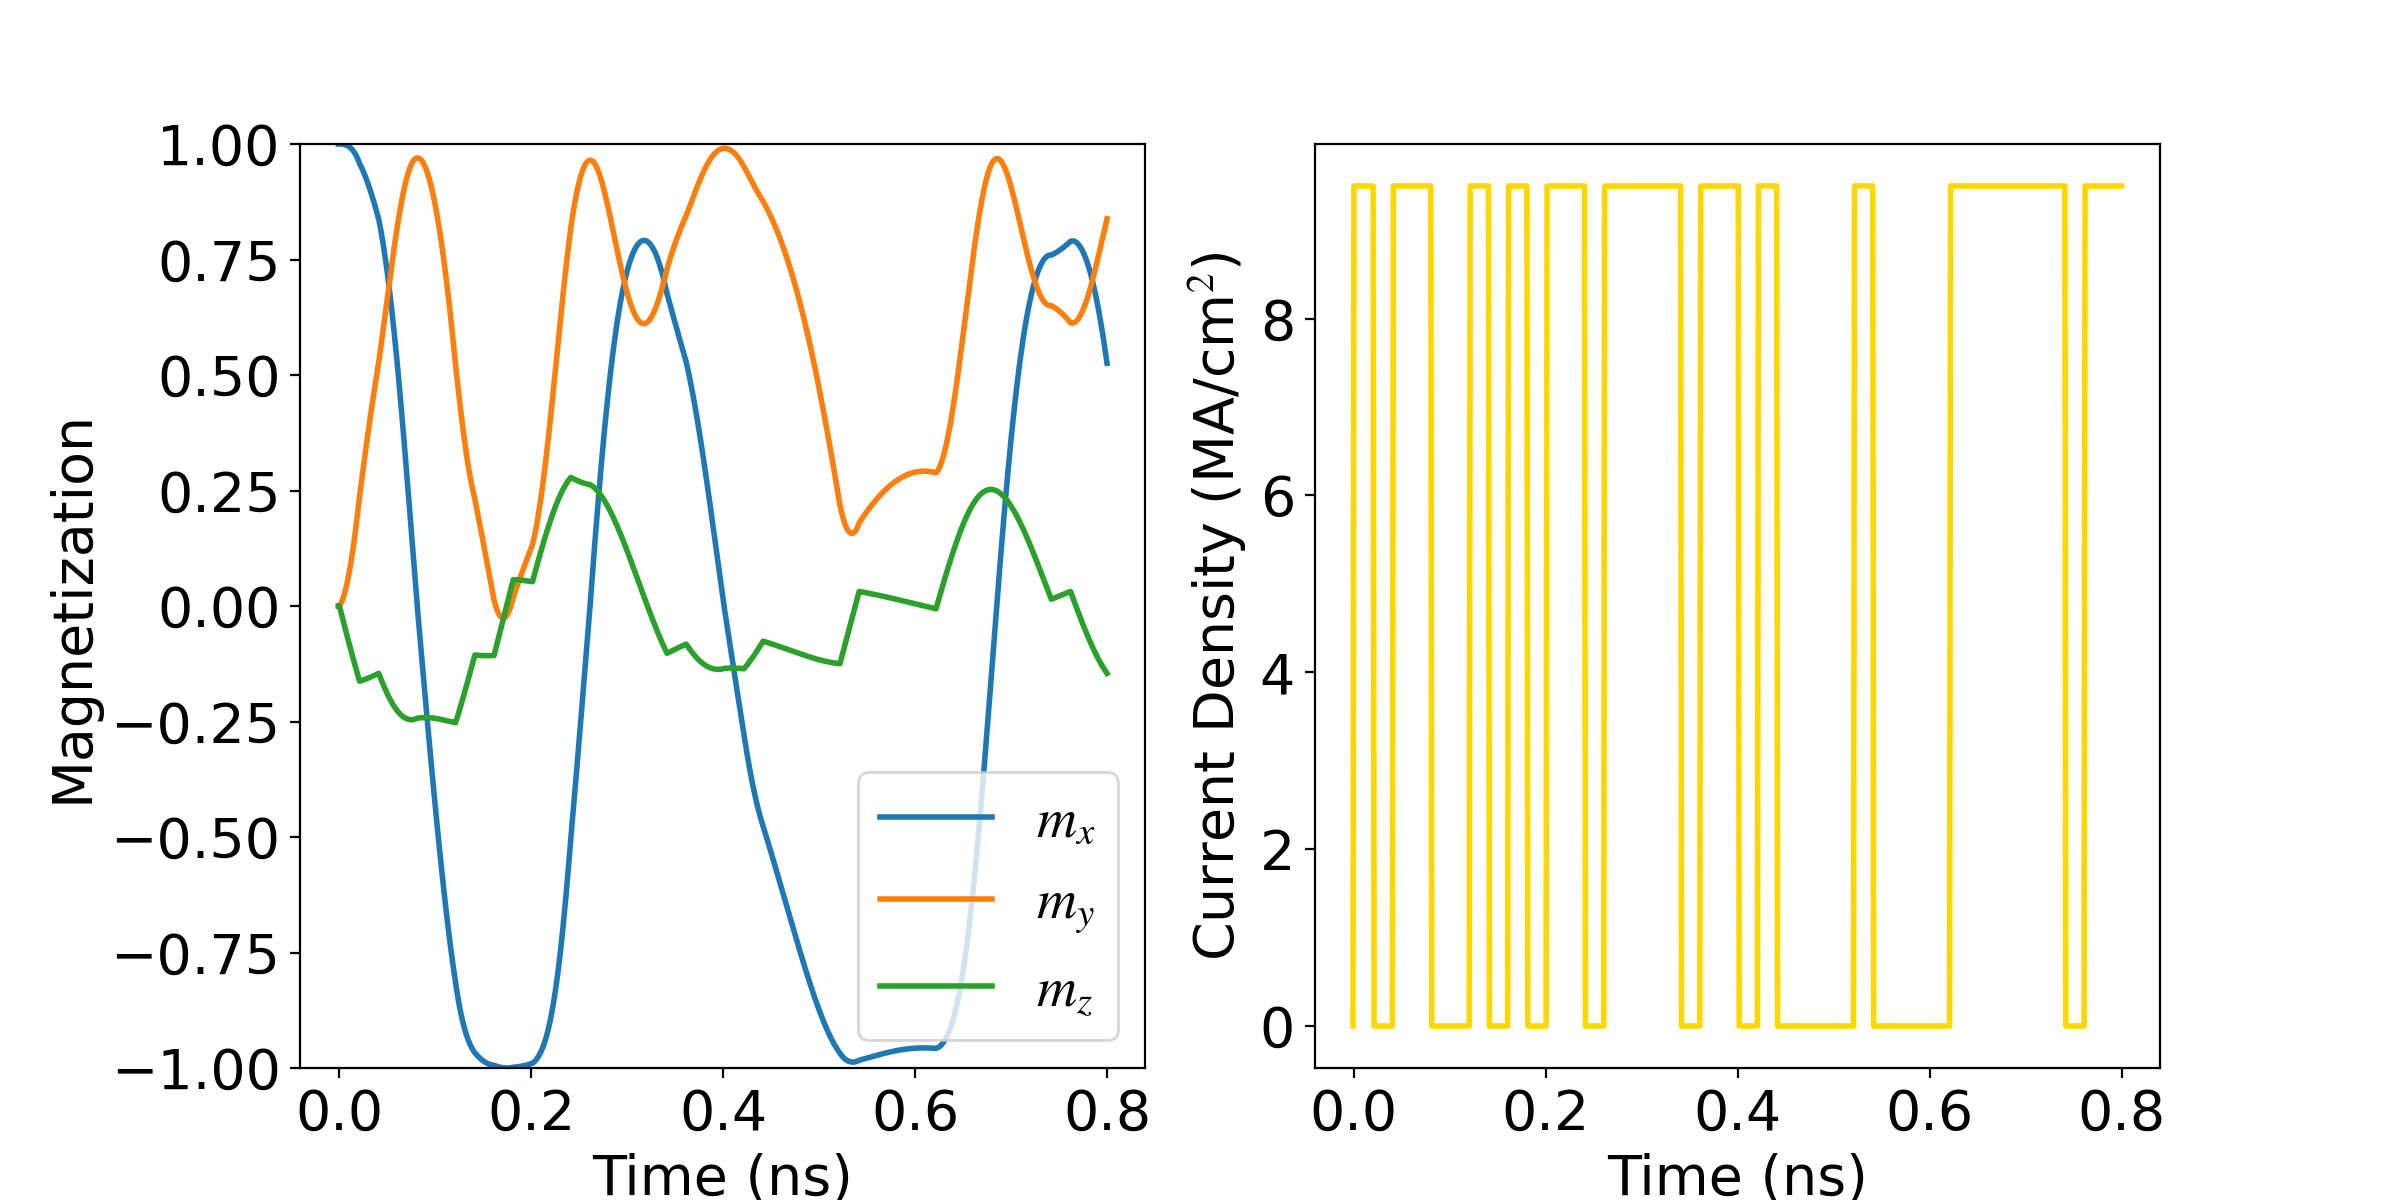 1.00
0.75
0.50
0.25
0.00
−0.25
−0.50
−0.75
−1.00
Magnetization
0.0 0.2 0.4 0.6 0.8
Time (ns)
m_x
m_y
m_z
8
6
4
2
0
Current Density (MA/cm²)
0.0 0.2 0.4 0.6 0.8
Time (ns)